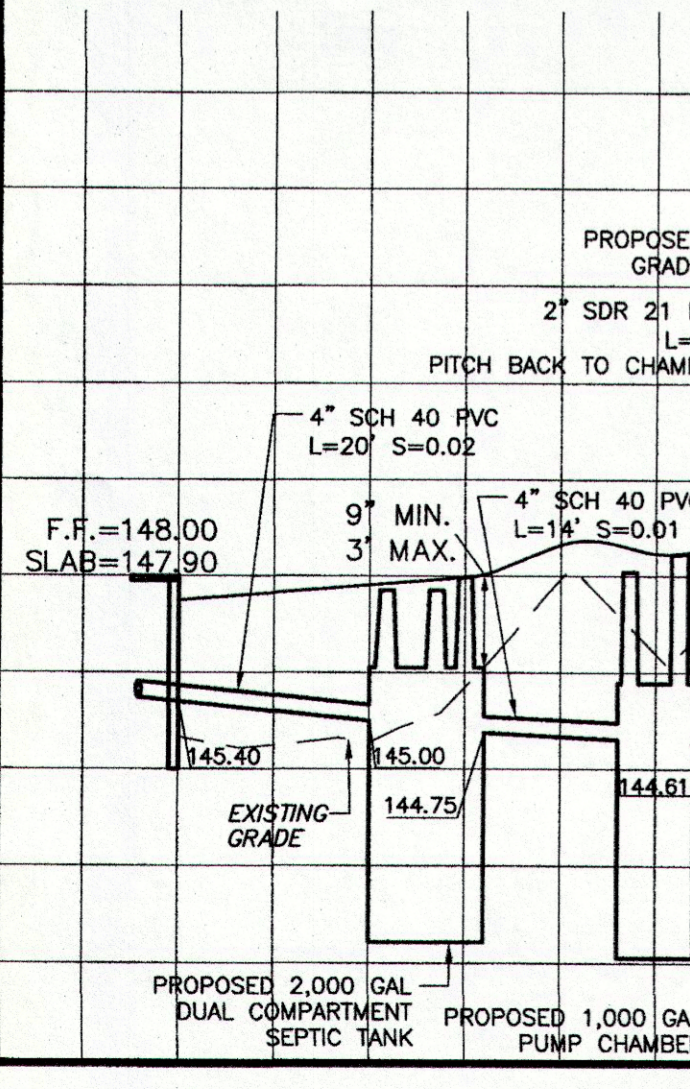 PROPOSE
GRAD
2" SDR 21
L=
PITCH BACK TO CHAM
4" SCH 40 PVC
L=20' S=0.02
9" MIN.
3' MAX.
4" SCH 40 PV
L=14' S=0.01
F.F.=148.00
SLAB=147.90
145.40
145.00
144.75
144.61
EXISTING
GRADE
PROPOSED 2,000 GAL
DUAL COMPARTMENT
SEPTIC TANK
PROPOSED 1,000 GA
PUMP CHAMBE